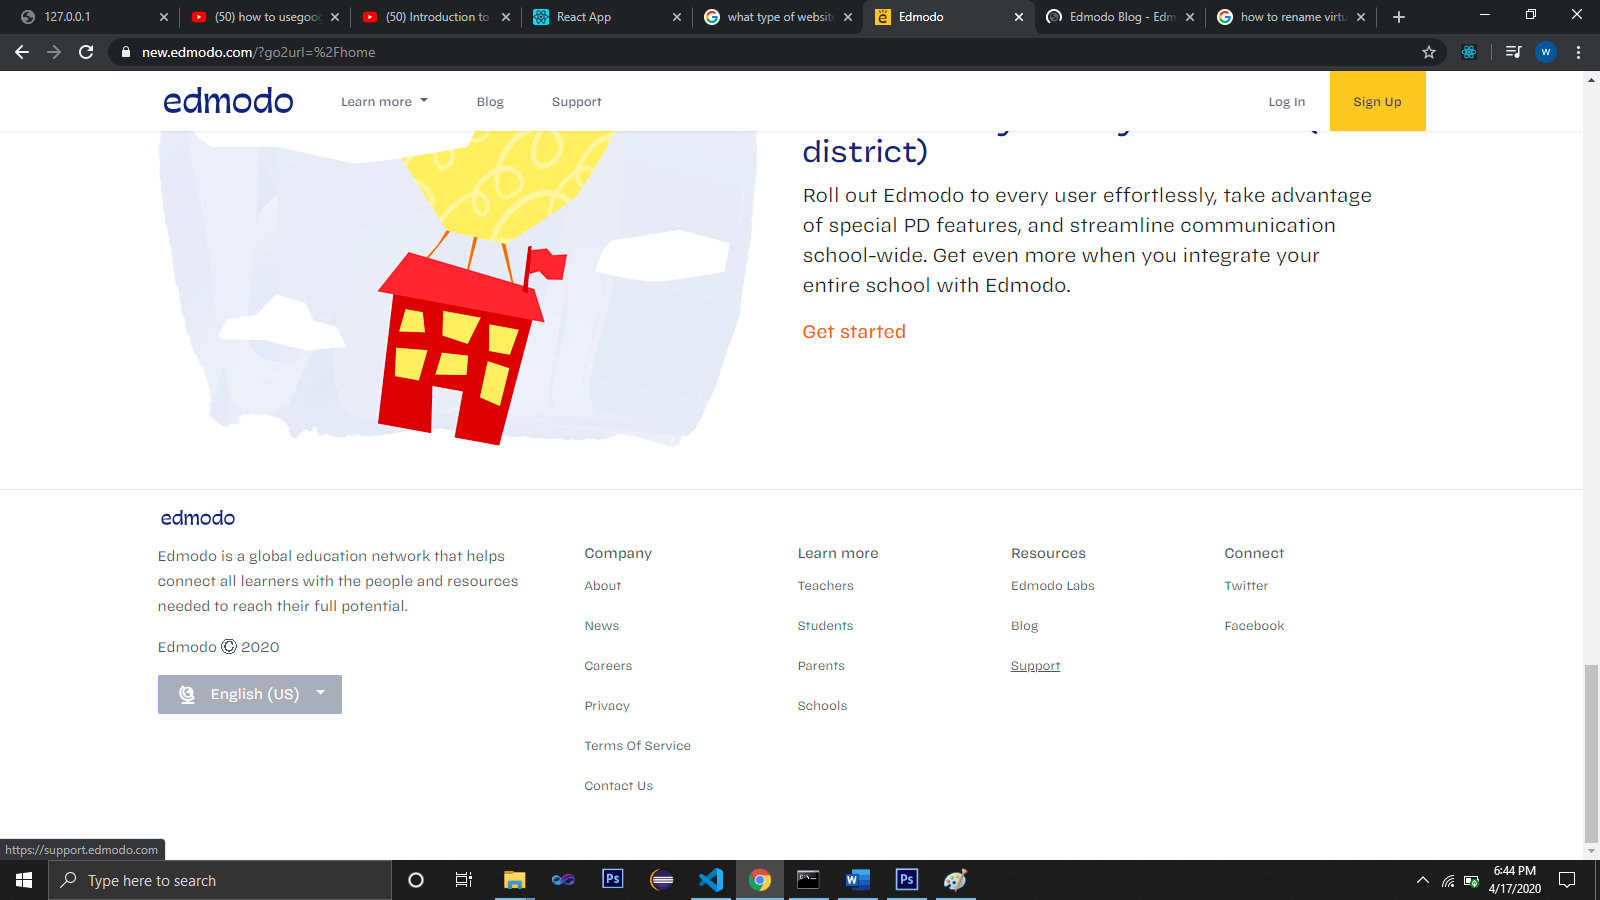 127.0.0.1
(50) how to usegoog
(50) Introduction to
React App
what type of website
Edmodo
Edmodo Blog - Edm
how to rename virtu
new.edmodo.com/?go2url=%2Fhome
W
edmodo
Learn more
Blog
Support
Log In
Sign Up
district)
Roll out Edmodo to every user effortlessly, take advantage
of special PD features, and streamline communication
school-wide. Get even more when you integrate your
entire school with Edmodo.
Get started
edmodo
Edmodo is a global education network that helps
connect all learners with the people and resources
needed to reach their full potential.
Edmodo © 2020
English (US)
Company
About
News
Careers
Privacy
Terms Of Service
Contact Us
Learn more
Teachers
Students
Parents
Schools
Resources
Edmodo Labs
Blog
Support
Connect
Twitter
Facebook
https://support.edmodo.com
Type here to search
Ps
Ps
6:44 PM
4/17/2020